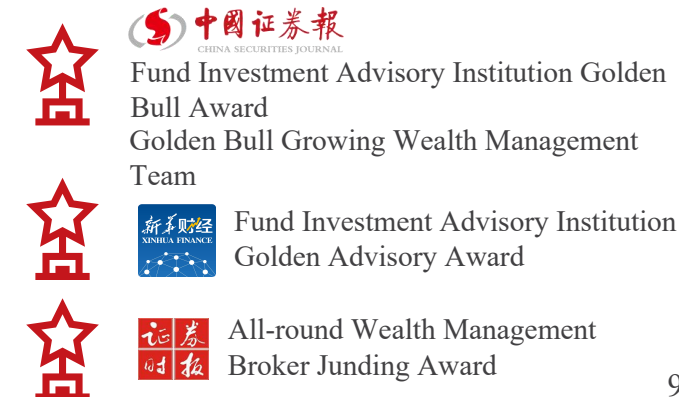 中國证券報
CHINA SECURITIES JOURNAL
Fund Investment Advisory Institution Golden
Bull Award
Golden Bull Growing Wealth Management
Team
新华财经
XINHUA FINANCE
Fund Investment Advisory Institution
Golden Advisory Award
证券
时报
All-round Wealth Management
Broker Junding Award
9